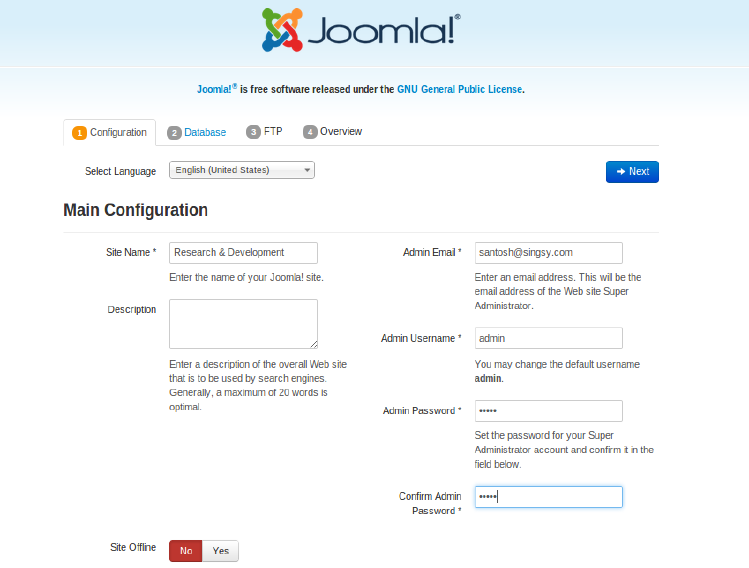 Joomla!®
Joomla!® is free software released under the GNU General Public License.
1 Configuration 2 Database 3 FTP 4 Overview
Select Language English (United States) Next
Main Configuration
Site Name * Research & Development
Enter the name of your Joomla! site.
Description
Enter a description of the overall Web site
that is to be used by search engines.
Generally, a maximum of 20 words is
optimal.
Admin Email * santosh@singsy.com
Enter an email address. This will be the
email address of the Web site Super
Administrator.
Admin Username * admin
You may change the default username
admin.
Admin Password * •••••
Set the password for your Super
Administrator account and confirm it in the
field below.
Confirm Admin •••••
Password *
Site Offline No Yes